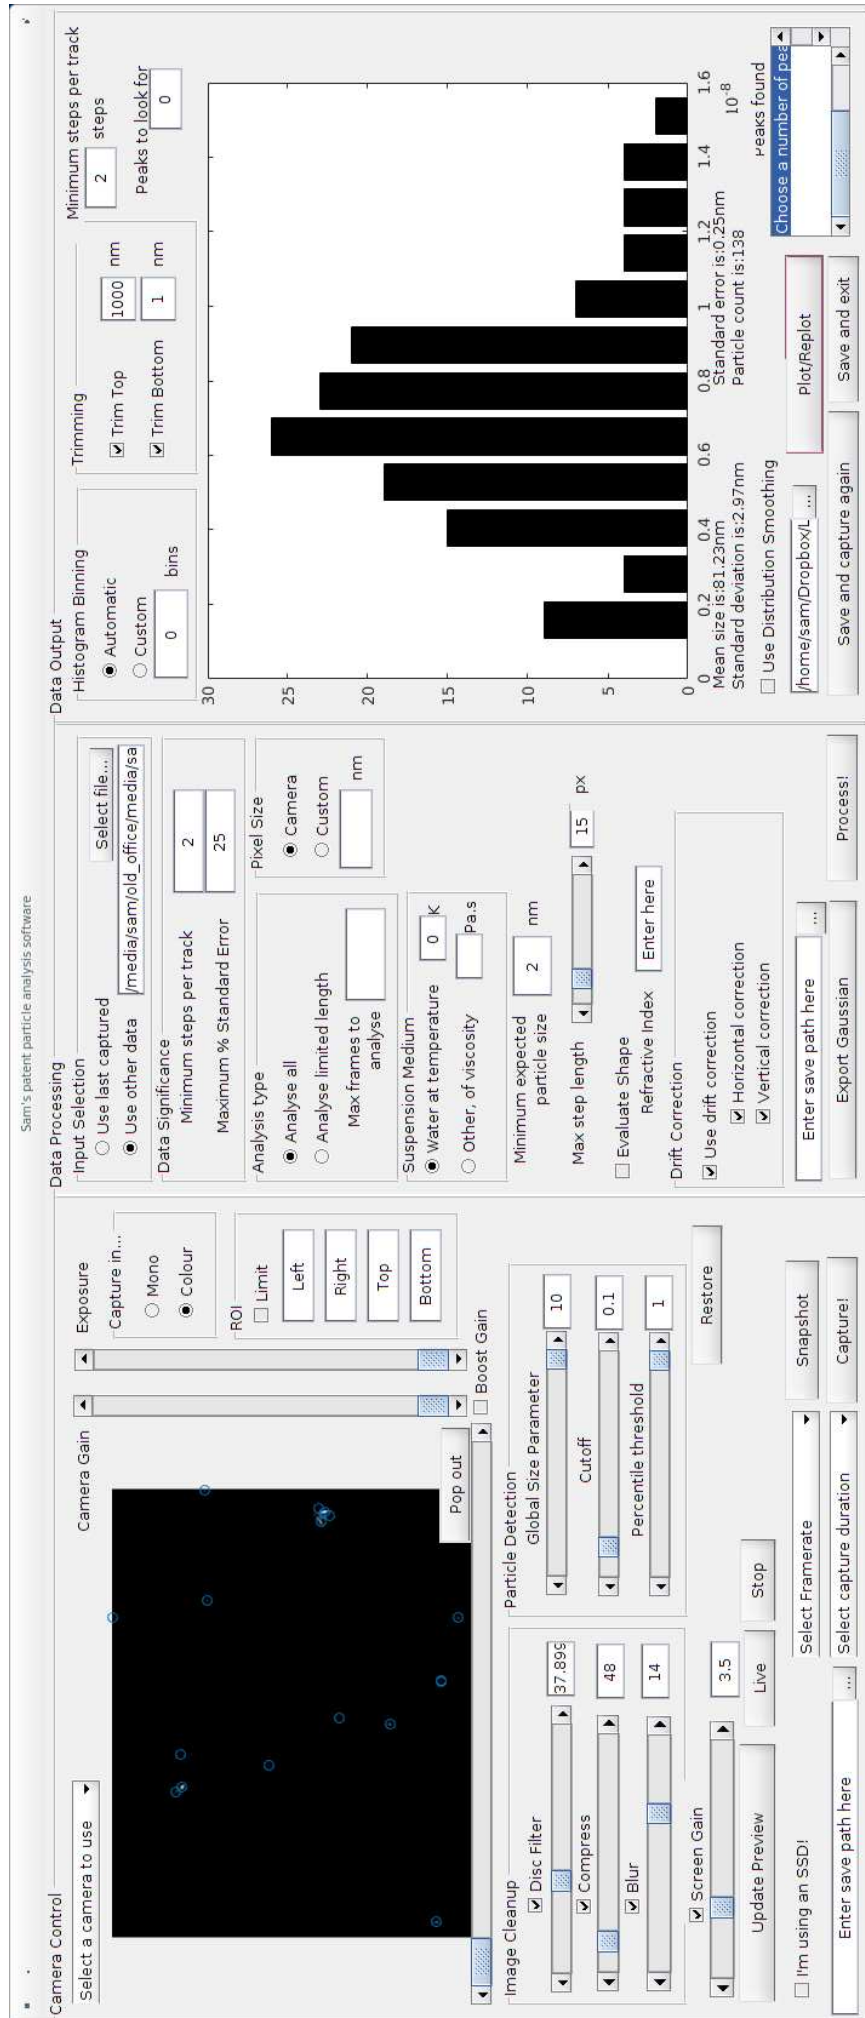 Sam's patent particle analysis software
Camera Control
Select a camera to use
Camera Gain
Exposure
Capture in...
Mono
Colour
ROI
Limit
Left
Right
Top
Bottom
Pop out
Boost Gain
Image Cleanup
Disc Filter
37.899
Compress
48
Blur
14
Screen Gain
3.5
Particle Detection
Global Size Parameter
10
Cutoff
0.1
Percentile threshold
1
Update Preview
Live
Stop
Restore
I'm using an SSD!
Select Framerate
Snapshot
Enter save path here
...
Select capture duration
Capture!
Data Processing
Input Selection
Use last captured
Select file...
Use other data
/media/sam/old_office/media/sa
Data Significance
Minimum steps per track
2
Maximum % Standard Error
25
Analysis type
Analyse all
Analyse limited length
Max frames to
analyse
Pixel Size
Camera
Custom
nm
Suspension Medium
Water at temperature
0
K
Other, of viscosity
Pa.s
Minimum expected
particle size
2
nm
Max step length
15
px
Evaluate Shape
Refractive Index
Enter here
Drift Correction
Use drift correction
Horizontal correction
Vertical correction
Enter save path here
...
Export Gaussian
Process!
Data Output
Histogram Binning
Automatic
Custom
0
bins
Trimming
Trim Top
1000
nm
Trim Bottom
1
nm
Minimum steps per track
2
steps
Peaks to look for
0
30
25
20
15
10
5
0
0 0.2 0.4 0.6 0.8 1 1.2 1.4 1.6
10^-8
Mean size is:81.23nm
Standard error is:0.25nm
Standard deviation is:2.97nm
Particle count is:138
Use Distribution Smoothing
Peaks found
Choose a number of pea
/home/sam/Dropbox/L
...
Plot/Replot
Save and capture again
Save and exit